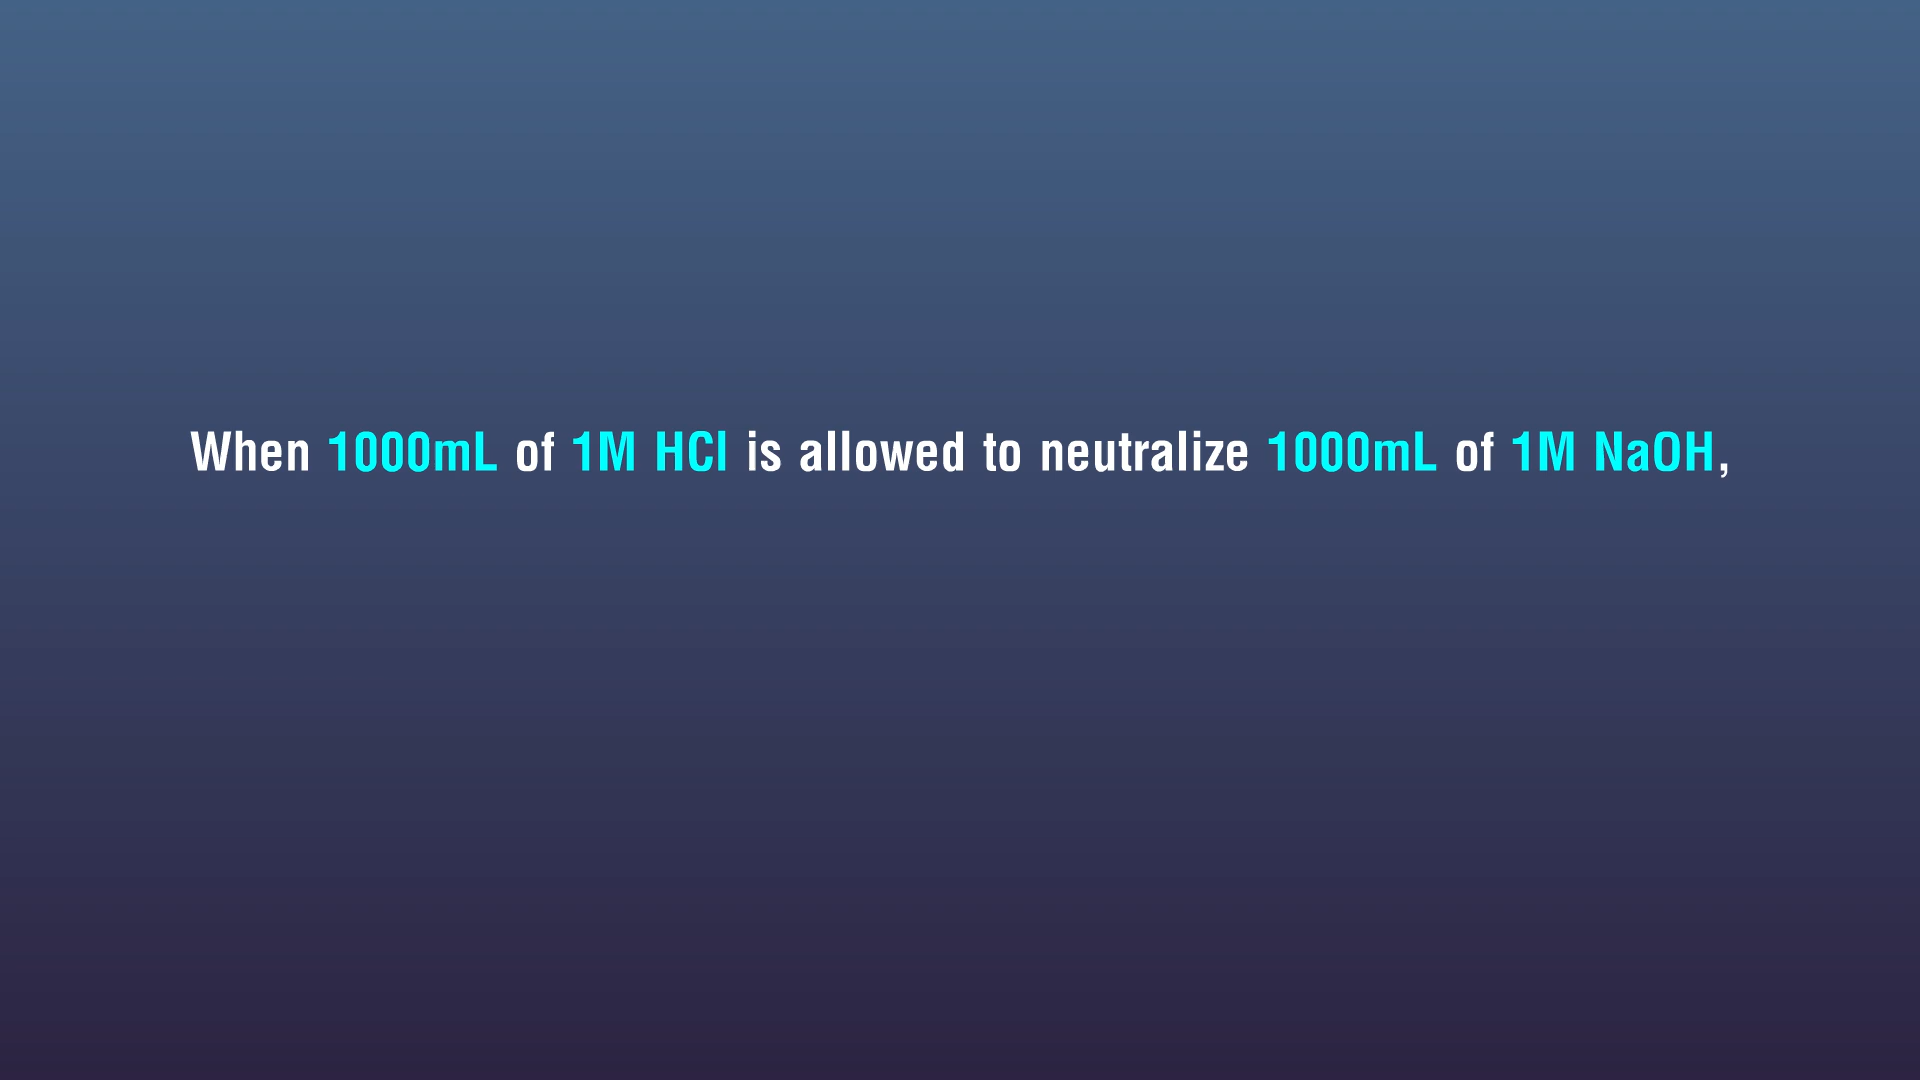 When 1000mL of 1M HCl is allowed to neutralize 1000mL of 1M NaOH,